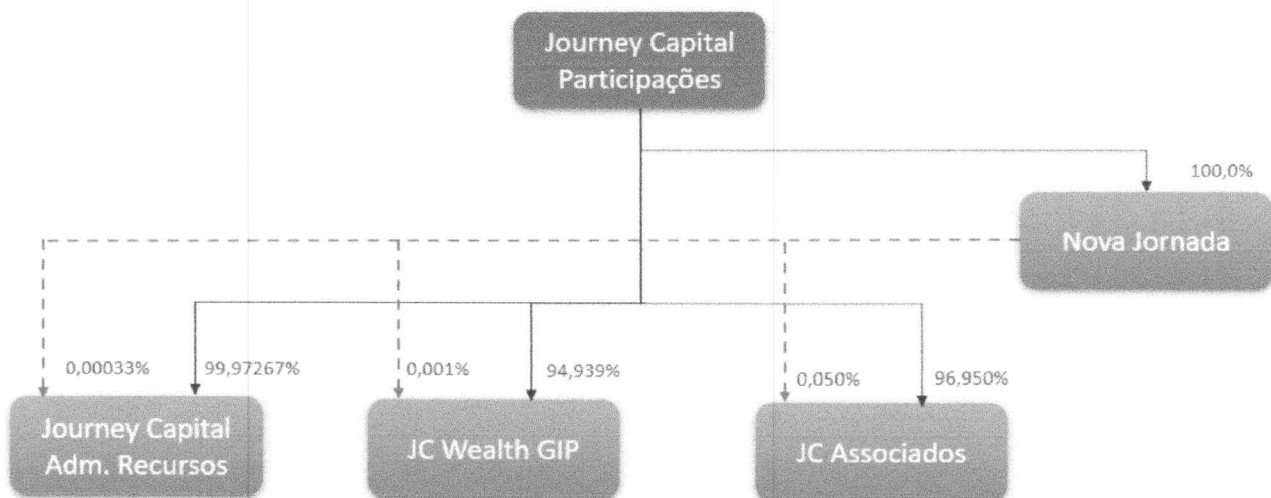 Journey Capital
Participações
100,0%
Nova Jornada
0,00033%
99,97267%
0,001%
94,939%
0,050%
96,950%
Journey Capital
Adm. Recursos
JC Wealth GIP
JC Associados